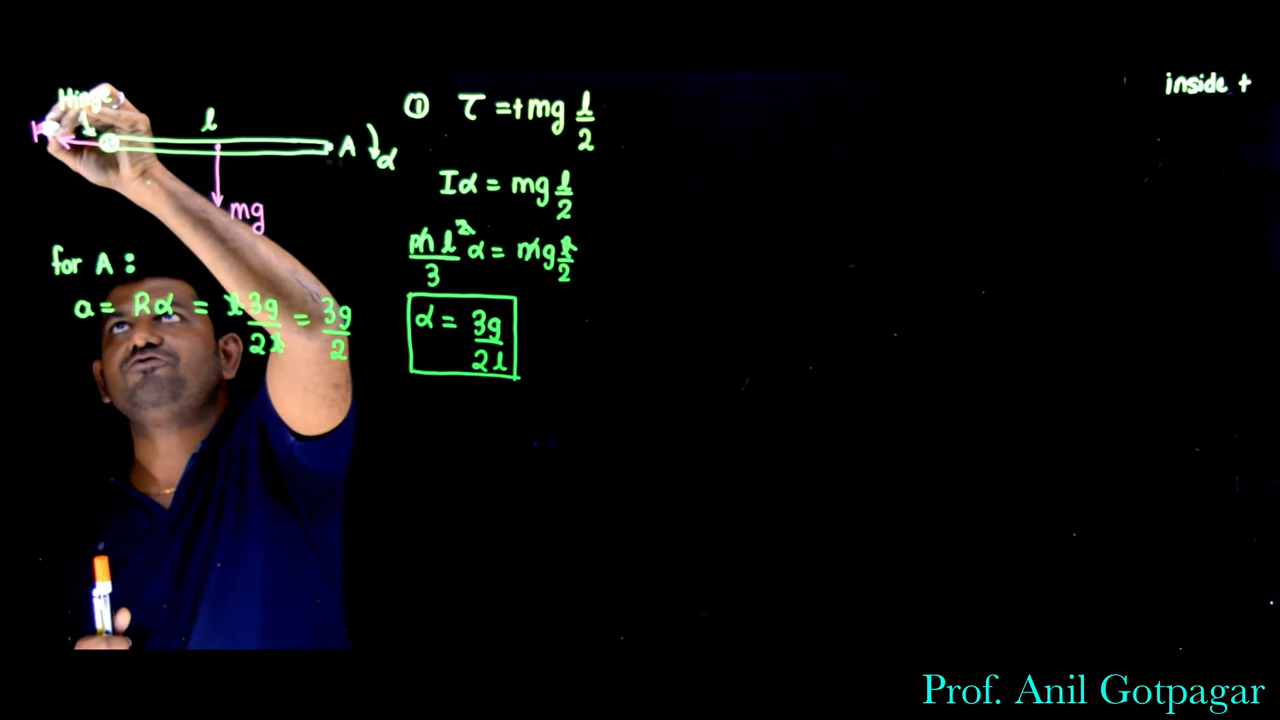 inside +
Hinge
l
A
α
mg
① τ = + mg l/2
Iα = mg l/2
ml²/3 α = mg l/2
α = 3g/2l
for A :
a = Rα = l 3g/2l = 3g/2
Prof. Anil Gotpagar